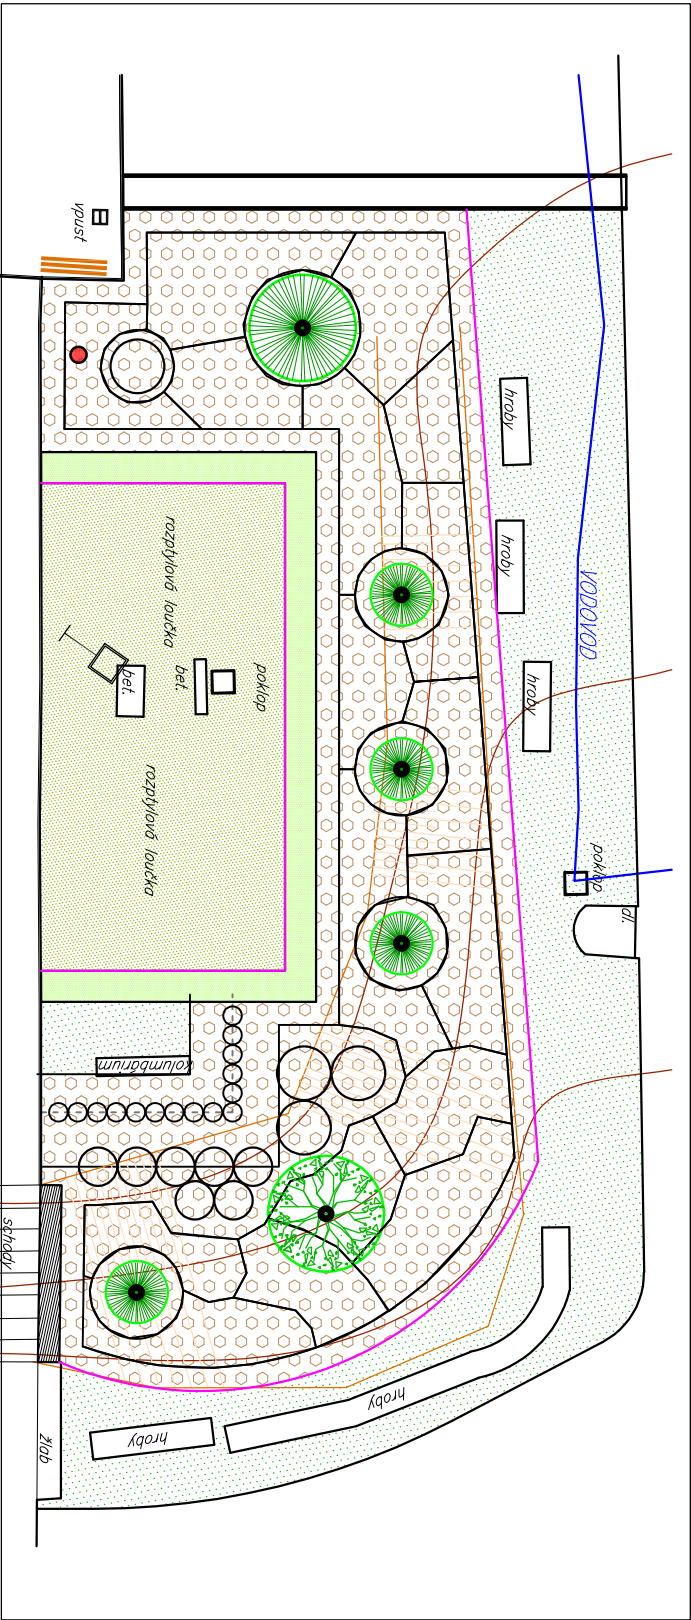 vpust
hroby
hroby
VODOVOD
rozptylová loučka
bet.
poklop
bet.
hroby
rozptylová loučka
poklop
dl.
kolumbárium
schody
hroby
hroby
žlab